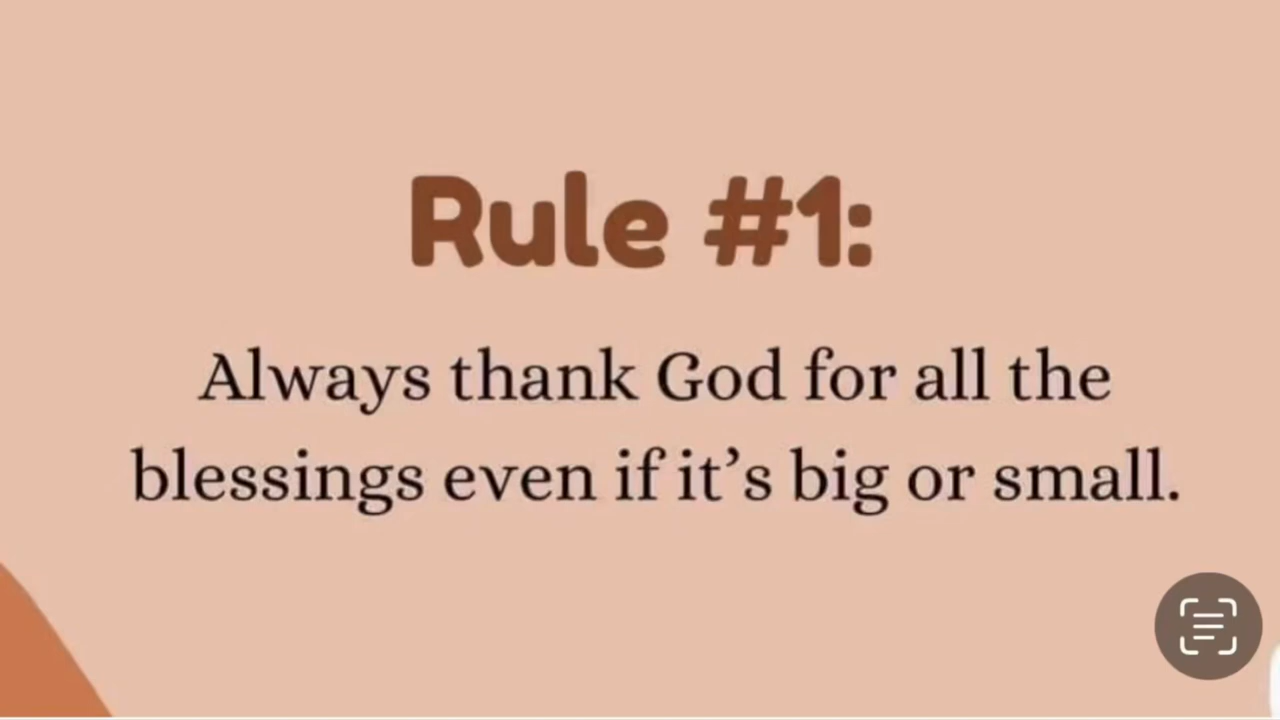 Rule #1:
Always thank God for all the
blessings even if it’s big or small.